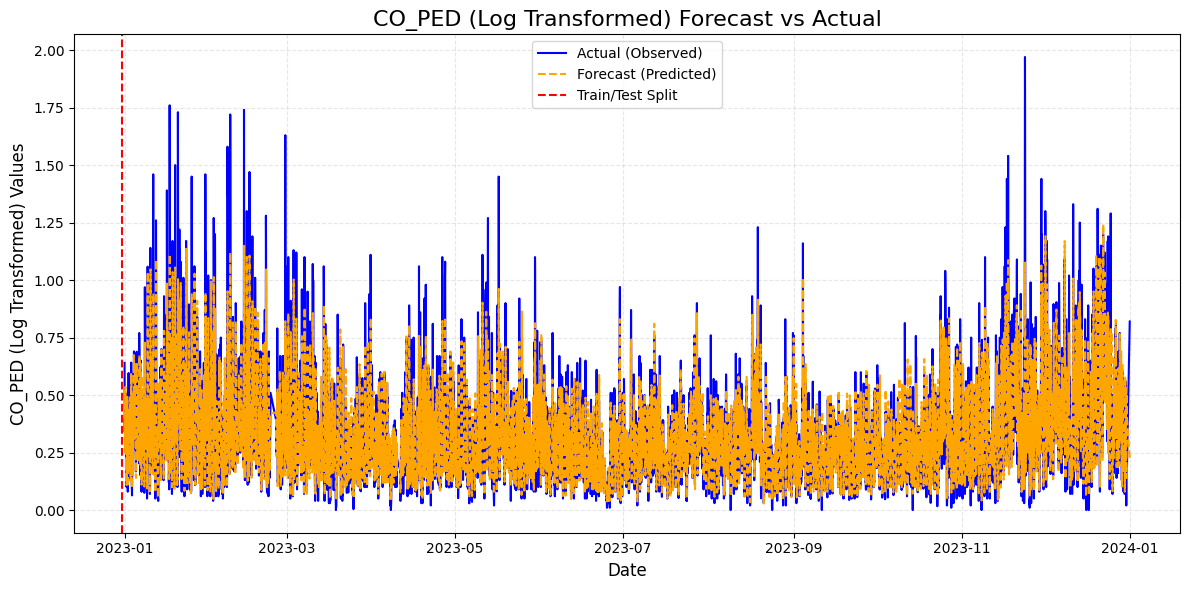 CO_PED (Log Transformed) Forecast vs Actual
Actual (Observed)
Forecast (Predicted)
Train/Test Split
CO_PED (Log Transformed) Values
2.00
1.75
1.50
1.25
1.00
0.75
0.50
0.25
0.00
2023-01
2023-03
2023-05
2023-07
2023-09
2023-11
2024-01
Date